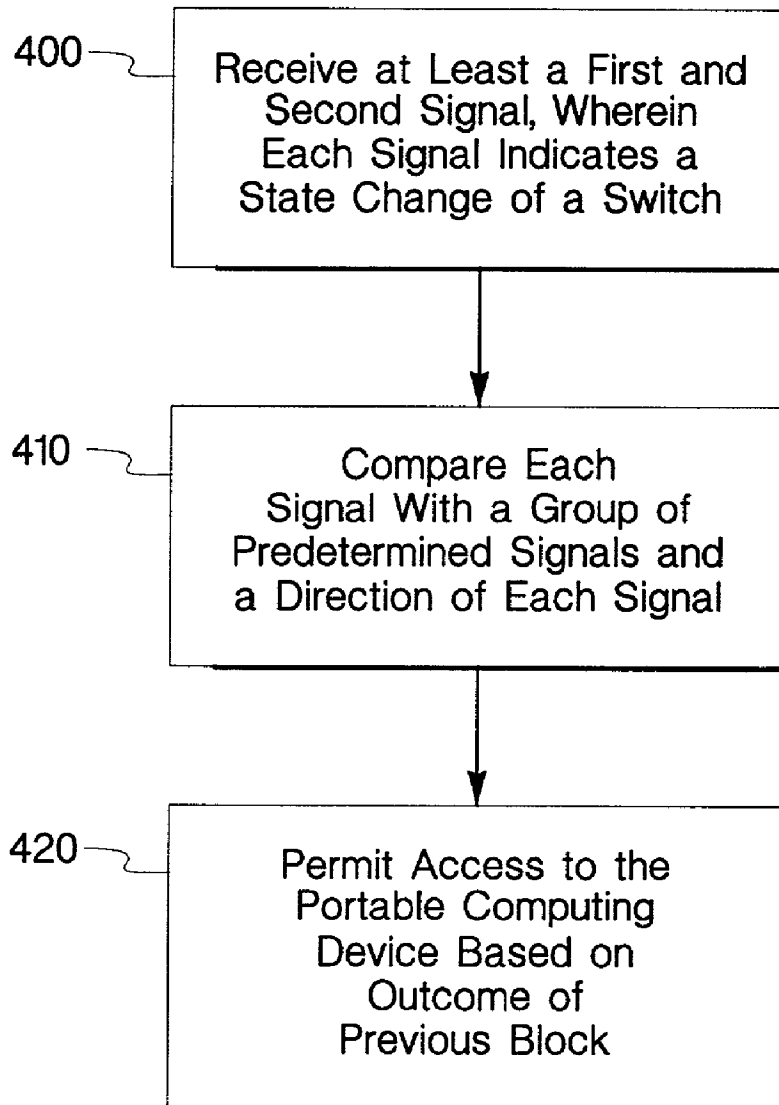 400
Receive at Least a First and
Second Signal, Wherein
Each Signal Indicates a
State Change of a Switch
410
Compare Each
Signal With a Group of
Predetermined Signals and
a Direction of Each Signal
420
Permit Access to the
Portable Computing
Device Based on
Outcome of
Previous Block